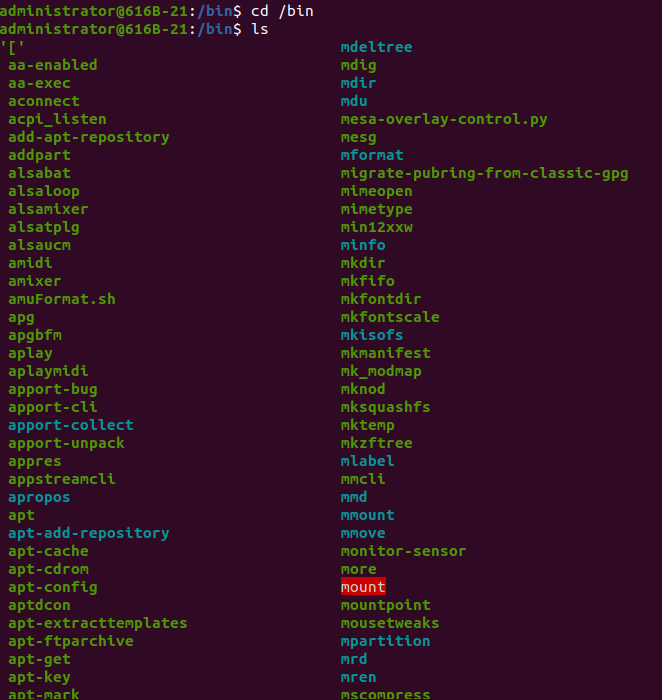 administrator@616B-21:/bin$ cd /bin
administrator@616B-21:/bin$ ls
'[' mdeltree
aa-enabled mdig
aa-exec mdir
aconnect mdu
acpi_listen mesa-overlay-control.py
add-apt-repository mesg
addpart mformat
alsabat migrate-pubring-from-classic-gpg
alsaloop mimeopen
alsamixer mimetype
alsatplg min12xxw
alsaucm minfo
amidi mkdir
amixer mkfifo
amuFormat.sh mkfontdir
apg mkfontscale
apgbfm mkisofs
aplay mkmanifest
aplaymidi mk_modmap
apport-bug mknod
apport-cli mksquashfs
apport-collect mktemp
apport-unpack mkzftree
appres mlabel
appstreamcli mmcli
apropos mmd
apt mmount
apt-add-repository mmove
apt-cache monitor-sensor
apt-cdrom more
apt-config mount
aptdcon mountpoint
apt-extracttemplates mousetweaks
apt-ftparchive mpartition
apt-get mrd
apt-key mren
apt-mark mscompress